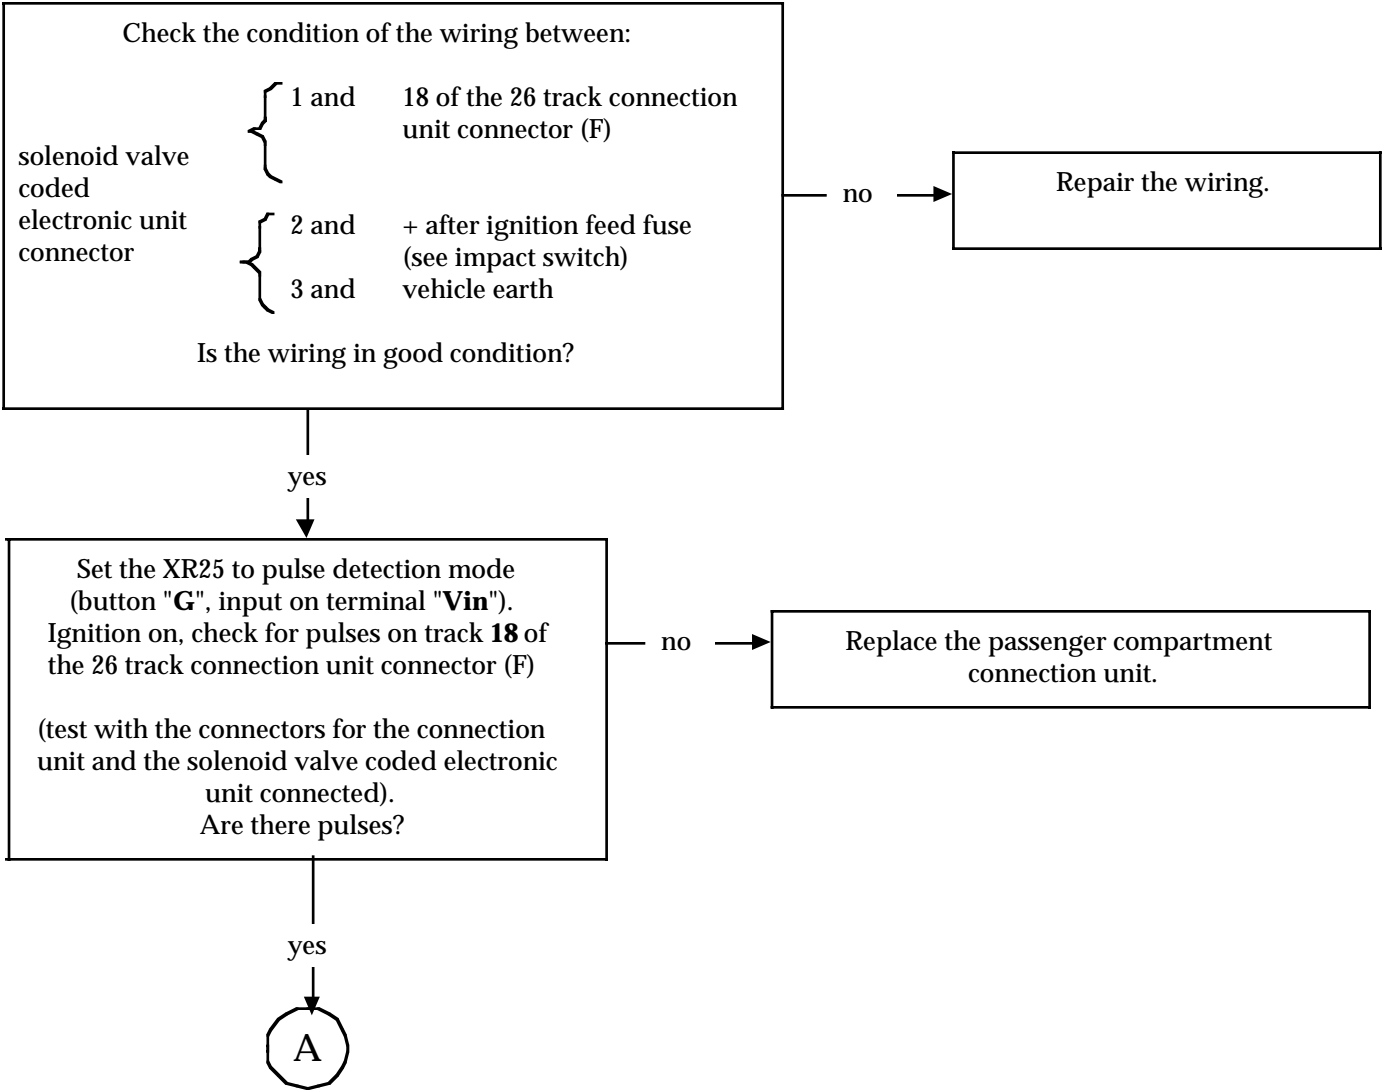 Check the condition of the wiring between:
1 and 18 of the 26 track connection
unit connector (F)
solenoid valve
coded
electronic unit
connector
2 and + after ignition feed fuse
(see impact switch)
3 and vehicle earth
Is the wiring in good condition?
no
Repair the wiring.
yes
Set the XR25 to pulse detection mode
(button "G", input on terminal "Vin").
Ignition on, check for pulses on track 18 of
the 26 track connection unit connector (F)
(test with the connectors for the connection
unit and the solenoid valve coded electronic
unit connected).
Are there pulses?
no
Replace the passenger compartment
connection unit.
yes
A